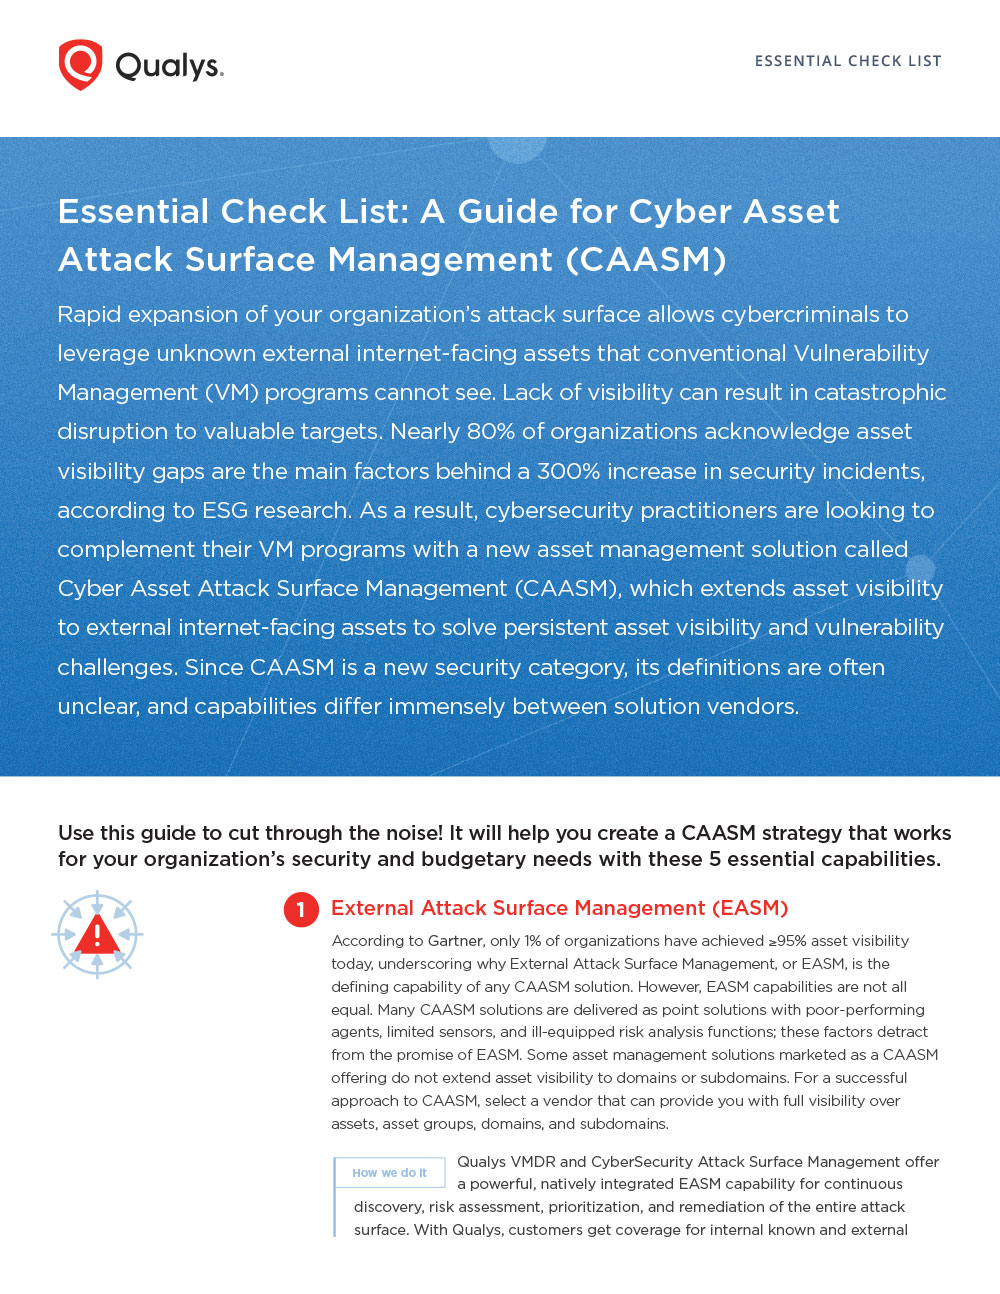 Qualys.
ESSENTIAL CHECK LIST
Essential Check List: A Guide for Cyber Asset
Attack Surface Management (CAASM)
Rapid expansion of your organization’s attack surface allows cybercriminals to
leverage unknown external internet-facing assets that conventional Vulnerability
Management (VM) programs cannot see. Lack of visibility can result in catastrophic
disruption to valuable targets. Nearly 80% of organizations acknowledge asset
visibility gaps are the main factors behind a 300% increase in security incidents,
according to ESG research. As a result, cybersecurity practitioners are looking to
complement their VM programs with a new asset management solution called
Cyber Asset Attack Surface Management (CAASM), which extends asset visibility
to external internet-facing assets to solve persistent asset visibility and vulnerability
challenges. Since CAASM is a new security category, its definitions are often
unclear, and capabilities differ immensely between solution vendors.
Use this guide to cut through the noise! It will help you create a CAASM strategy that works
for your organization’s security and budgetary needs with these 5 essential capabilities.
1 External Attack Surface Management (EASM)
According to Gartner, only 1% of organizations have achieved ≥95% asset visibility
today, underscoring why External Attack Surface Management, or EASM, is the
defining capability of any CAASM solution. However, EASM capabilities are not all
equal. Many CAASM solutions are delivered as point solutions with poor-performing
agents, limited sensors, and ill-equipped risk analysis functions; these factors detract
from the promise of EASM. Some asset management solutions marketed as a CAASM
offering do not extend asset visibility to domains or subdomains. For a successful
approach to CAASM, select a vendor that can provide you with full visibility over
assets, asset groups, domains, and subdomains.
How we do it
Qualys VMDR and CyberSecurity Attack Surface Management offer
a powerful, natively integrated EASM capability for continuous
discovery, risk assessment, prioritization, and remediation of the entire attack
surface. With Qualys, customers get coverage for internal known and external